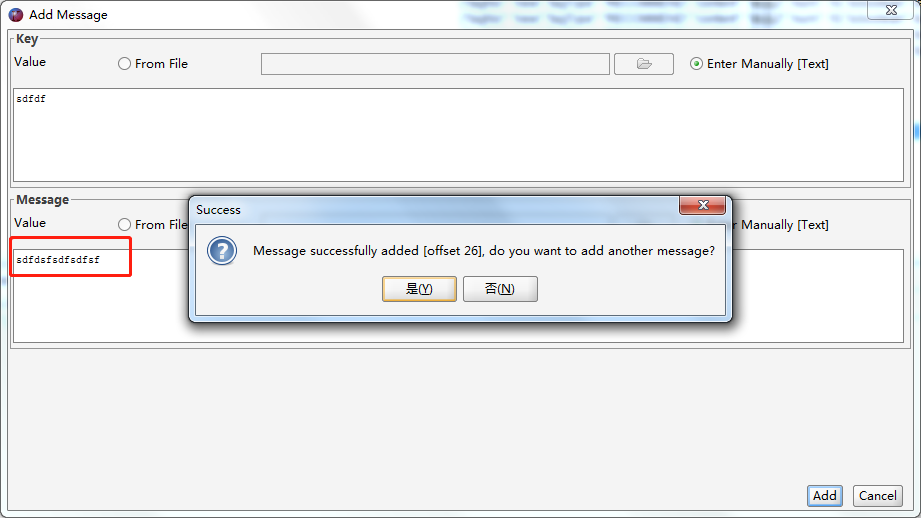 Add Message
Key
Value From File Enter Manually [Text]
sdfdf
Message
Value From File Manually [Text]
sdfdsfsdfsdfsf
Success
Message successfully added [offset 26], do you want to add another message?
是(Y) 否(N)
Add Cancel